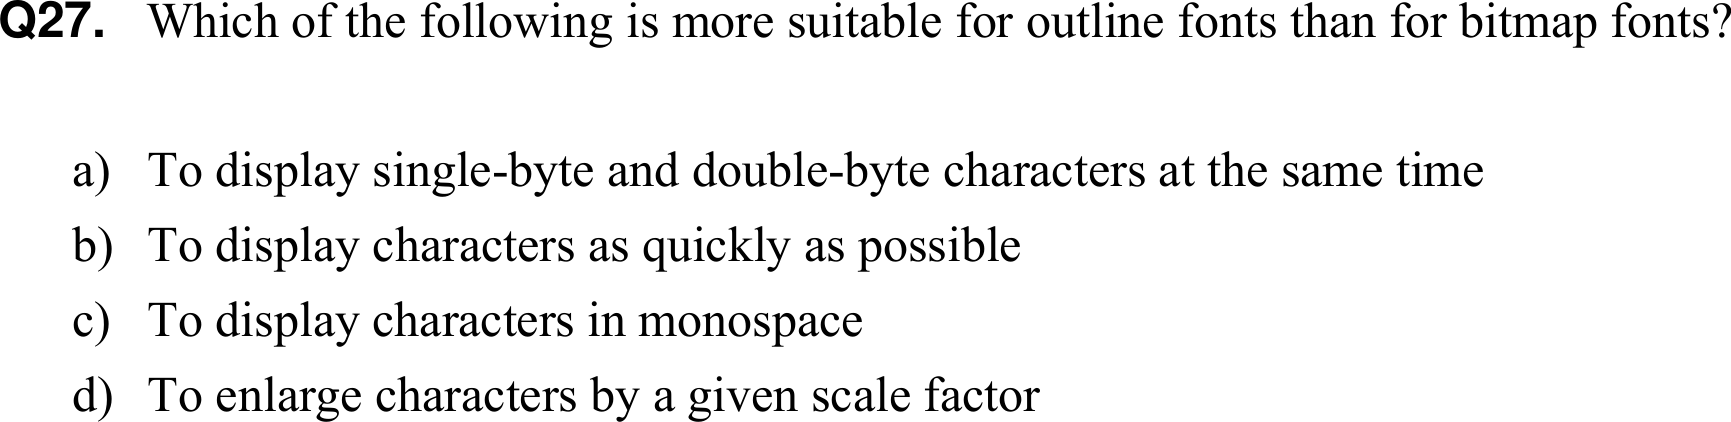 Q27. Which of the following is more suitable for outline fonts than for bitmap fonts?
a) To display single-byte and double-byte characters at the same time
b) To display characters as quickly as possible
c) To display characters in monospace
d) To enlarge characters by a given scale factor